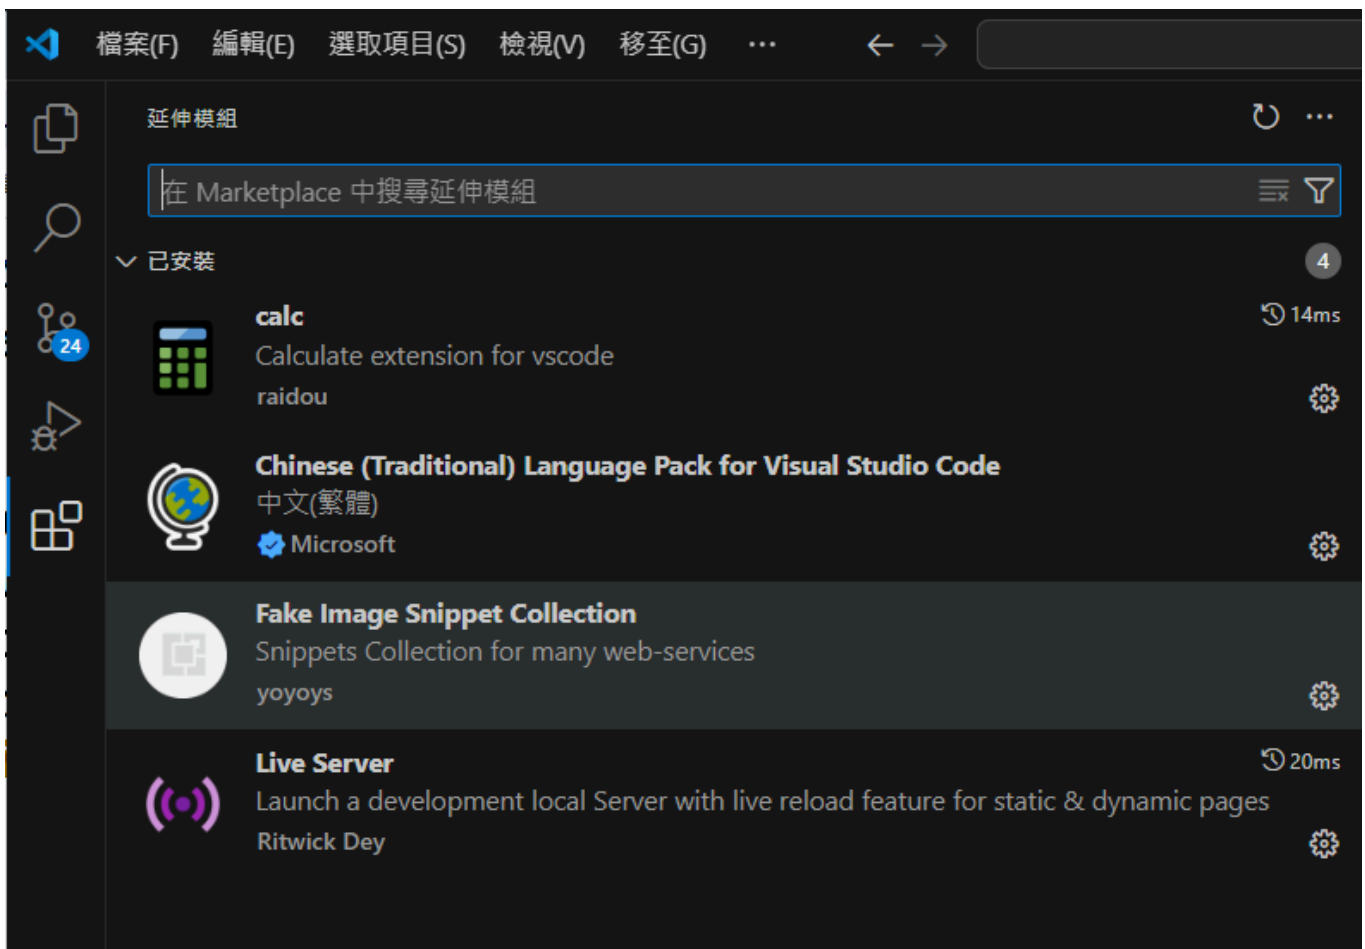 檔案(F) 編輯(E) 選取項目(S) 檢視(V) 移至(G) ···
延伸模組
在 Marketplace 中搜尋延伸模組
已安裝 4
calc 14ms
Calculate extension for vscode
raidou
24
Chinese (Traditional) Language Pack for Visual Studio Code
中文(繁體)
Microsoft
Fake Image Snippet Collection
Snippets Collection for many web-services
yoyoys
Live Server 20ms
Launch a development local Server with live reload feature for static & dynamic pages
Ritwick Dey